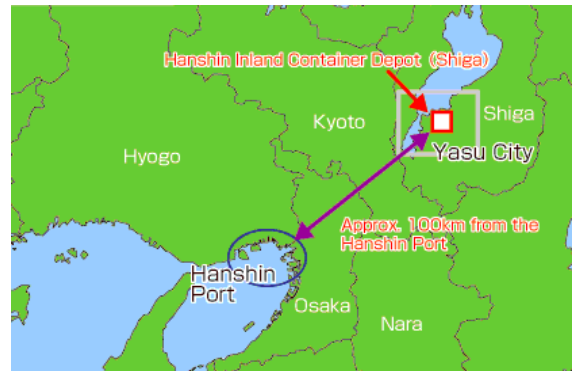 Hanshin Inland Container Depot (Shiga)
Kyoto
Shiga
Hyogo
Yasu City
Approx. 100km from the
Hanshin Port
Hanshin
Port
Osaka
Nara